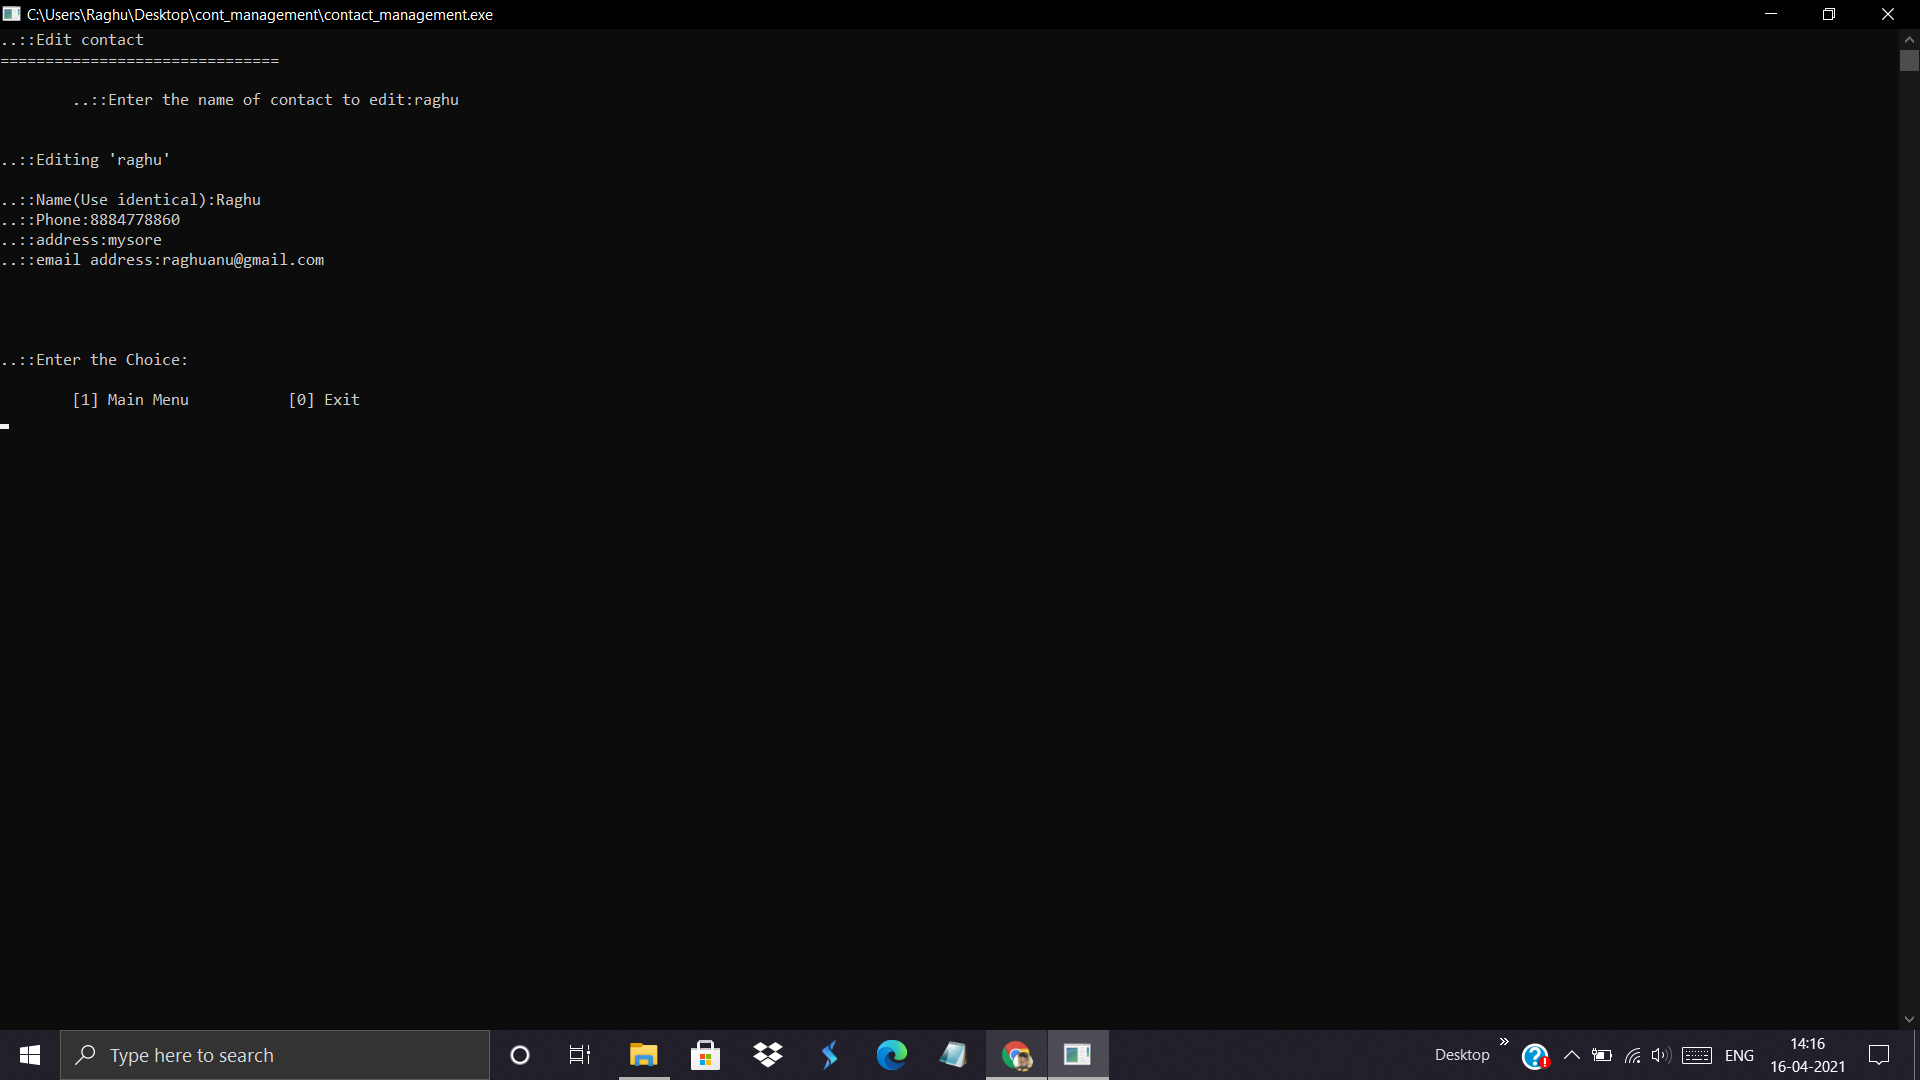 C:\Users\Raghu\Desktop\cont_management\contact_management.exe
..::Edit contact
===============================
..::Enter the name of contact to edit:raghu
..::Editing 'raghu'
..::Name(Use identical):Raghu
..::Phone:8884778860
..::address:mysore
..::email address:raghuanu@gmail.com
..::Enter the Choice:
[1] Main Menu [0] Exit
Type here to search
Desktop
ENG
14:16
16-04-2021